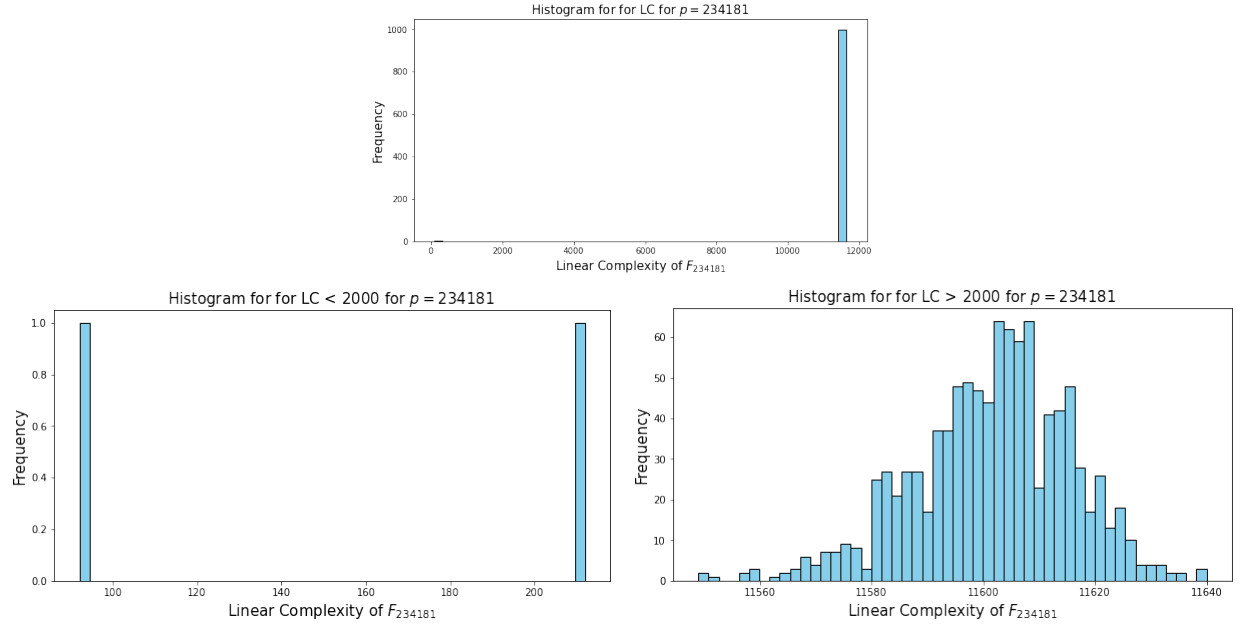 Histogram for for LC for p = 234181
1000
800
600
400
200
0
Frequency
0 2000 4000 6000 8000 10000 12000
Linear Complexity of F_234181
Histogram for for LC < 2000 for p = 234181
1.0
0.8
0.6
0.4
0.2
0.0
Frequency
100 120 140 160 180 200
Linear Complexity of F_234181
Histogram for for LC > 2000 for p = 234181
60
50
40
30
20
10
0
Frequency
11560 11580 11600 11620 11640
Linear Complexity of F_234181